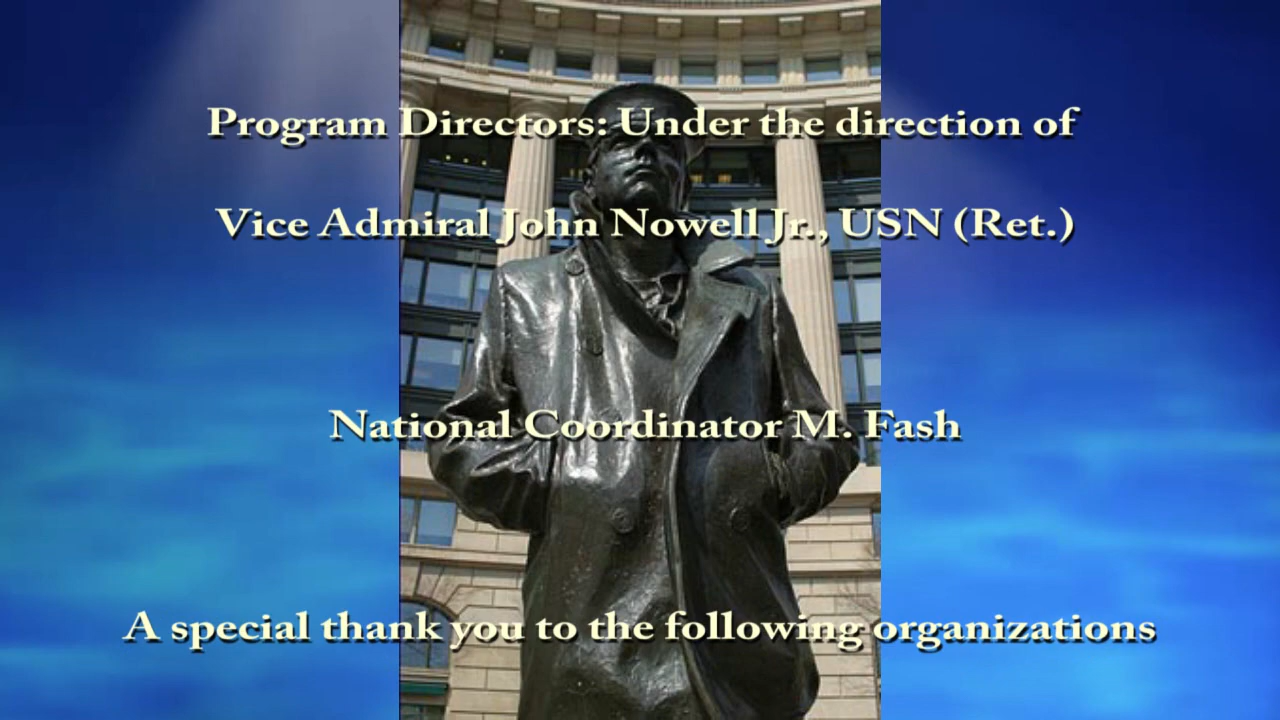 Program Directors: Under the direction of
Vice Admiral John Nowell Jr., USN (Ret.)
National Coordinator M. Fash
A special thank you to the following organizations